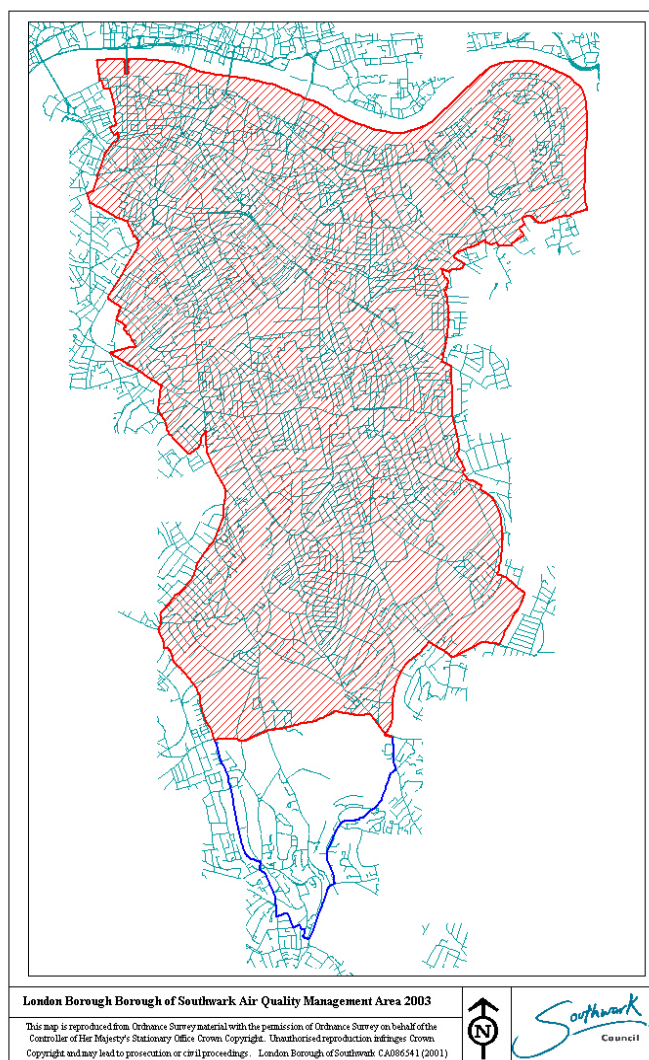 London Borough Borough of Southwark Air Quality Management Area 2003
This map is reproduced from Ordnance Survey material with the permission of Ordnance Survey on behalf of the
Controller of Her Majesty's Stationary Office Crown Copyright. Unauthorised reproduction infringes Crown
Copyright and may lead to prosecution or civil proceedings. London Borough of Southwark CA086541 (2001)
N
Southwark
Council